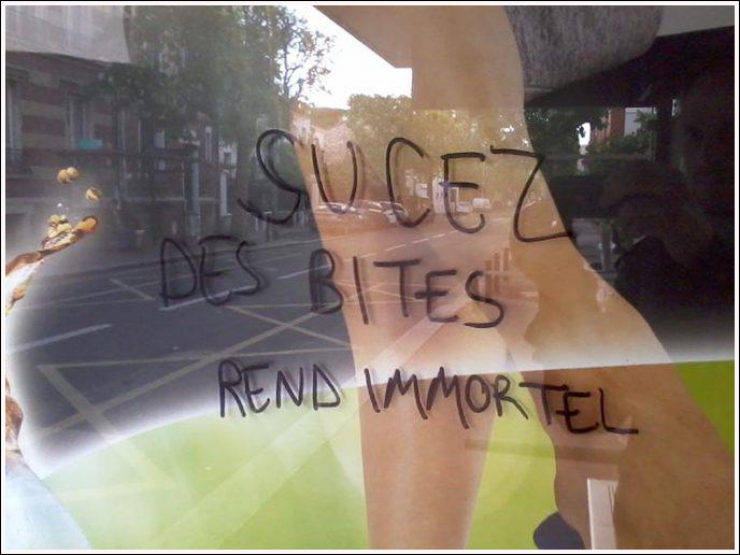 SUCEZ
DES BITES
REND IMMORTEL